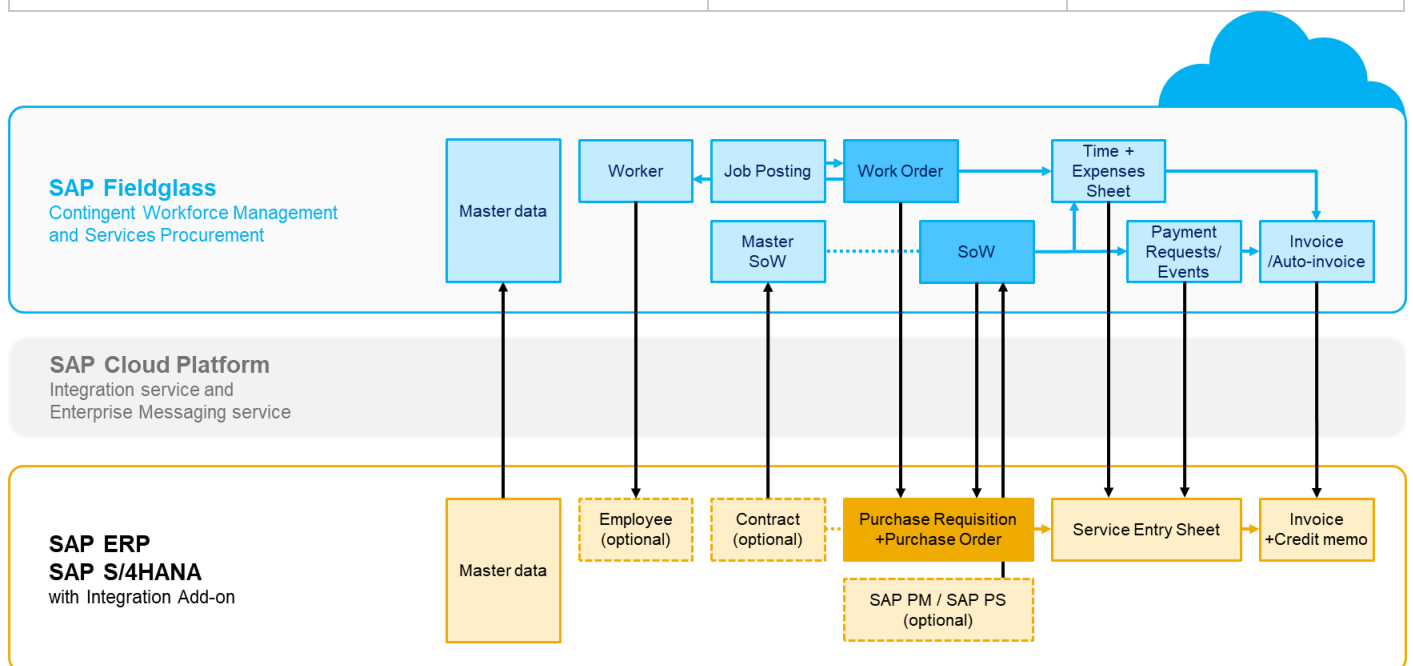 SAP Fieldglass
Contingent Workforce Management
and Services Procurement
Master data
Worker
Job Posting
Work Order
Time +
Expenses
Sheet
Master
SoW
SoW
Payment
Requests/
Events
Invoice
/Auto-invoice
SAP Cloud Platform
Integration service and
Enterprise Messaging service
SAP ERP
SAP S/4HANA
with Integration Add-on
Master data
Employee
(optional)
Contract
(optional)
Purchase Requisition
+Purchase Order
Service Entry Sheet
Invoice
+Credit memo
SAP PM / SAP PS
(optional)